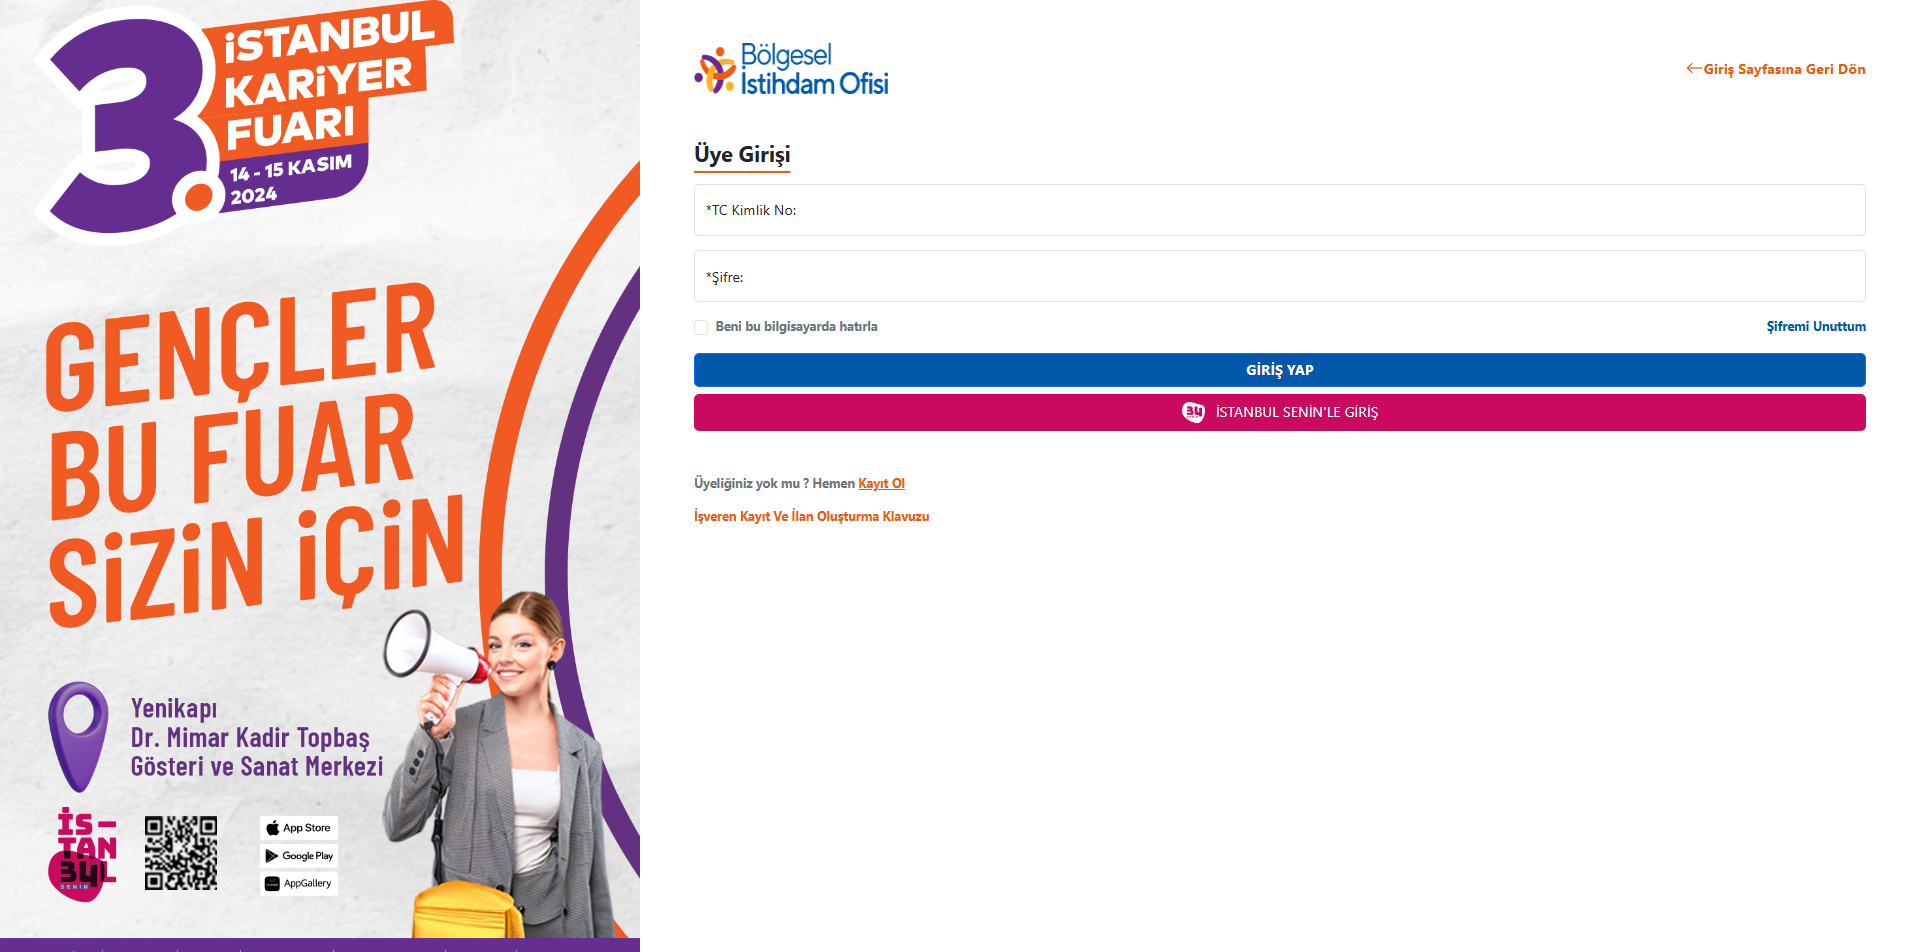 3.
İSTANBUL
KARİYER
FUARI
14 - 15 KASIM
2024
GENÇLER
BU FUAR
SİZİN İÇİN
Yenikapı
Dr. Mimar Kadir Topbaş
Gösteri ve Sanat Merkezi
İS-
TAN
34L
SENİN
App Store
Google Play
AppGallery
Bölgesel
İstihdam Ofisi
Giriş Sayfasına Geri Dön
Üye Girişi
*TC Kimlik No:
*Şifre:
Beni bu bilgisayarda hatırla
Şifremi Unuttum
GİRİŞ YAP
34 SENİN İSTANBUL SENİN'LE GİRİŞ
Üyeliğiniz yok mu ? Hemen Kayıt Ol
İşveren Kayıt Ve İlan Oluşturma Klavuzu